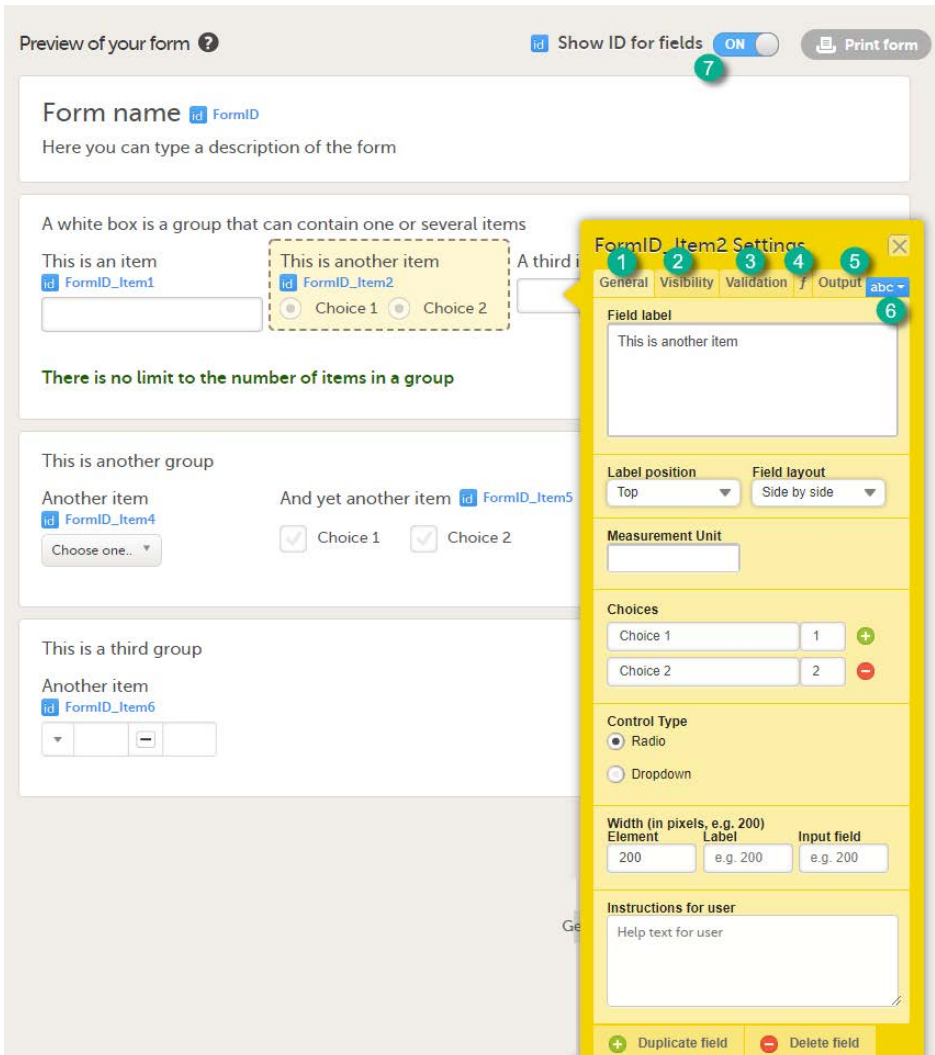 Preview of your form ?
id Show ID for fields ON
Print form
7
Form name id FormID
Here you can type a description of the form
A white box is a group that can contain one or several items
This is an item
id FormID_Item1
This is another item
id FormID_Item2
Choice 1 Choice 2
A third i
There is no limit to the number of items in a group
This is another group
Another item
id FormID_Item4
Choose one..
And yet another item id FormID_Item5
Choice 1 Choice 2
This is a third group
Another item
id FormID_Item6
Ge
FormID_Item2 Settings
1 2 3 4 5
General Visibility Validation f Output abc
6
Field label
This is another item
Label position Field layout
Top Side by side
Measurement Unit
Choices
Choice 1 1
Choice 2 2
Control Type
Radio
Dropdown
Width (in pixels, e.g. 200)
Element Label Input field
200 e.g. 200 e.g. 200
Instructions for user
Help text for user
Duplicate field Delete field